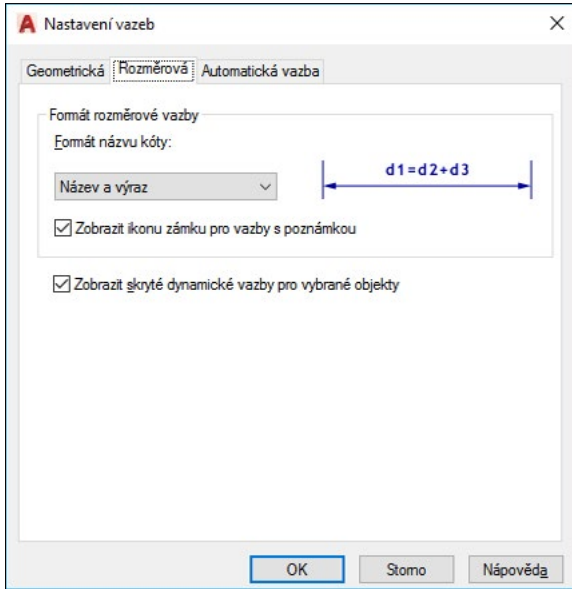 Nastavení vazeb
Geometrická Rozměrová Automatická vazba
Formát rozměrové vazby
Formát názvu kóty:
Název a výraz
d1=d2+d3
Zobrazit ikonu zámku pro vazby s poznámkou
Zobrazit skryté dynamické vazby pro vybrané objekty
OK Storno Nápověda